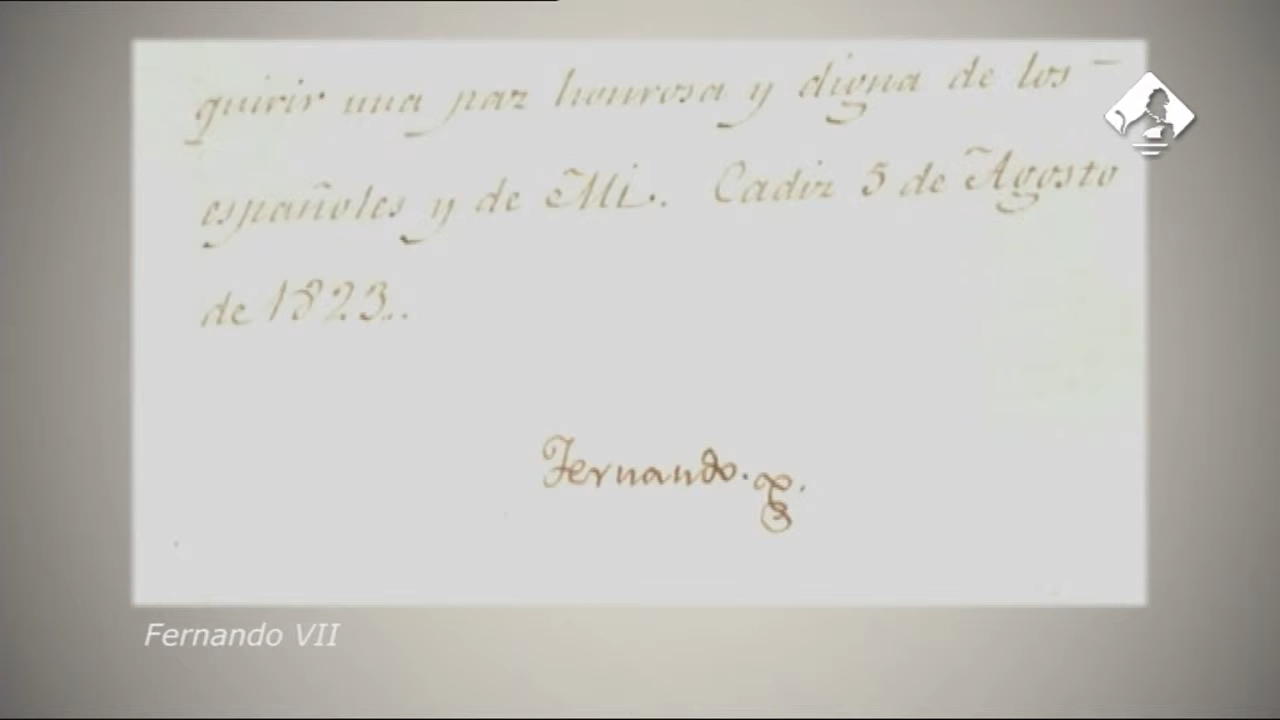 quirir una paz honrosa y digna de los
españoles y de Mi. Cadiz 5 de Agosto
de 1823..
Fernando.
Fernando VII